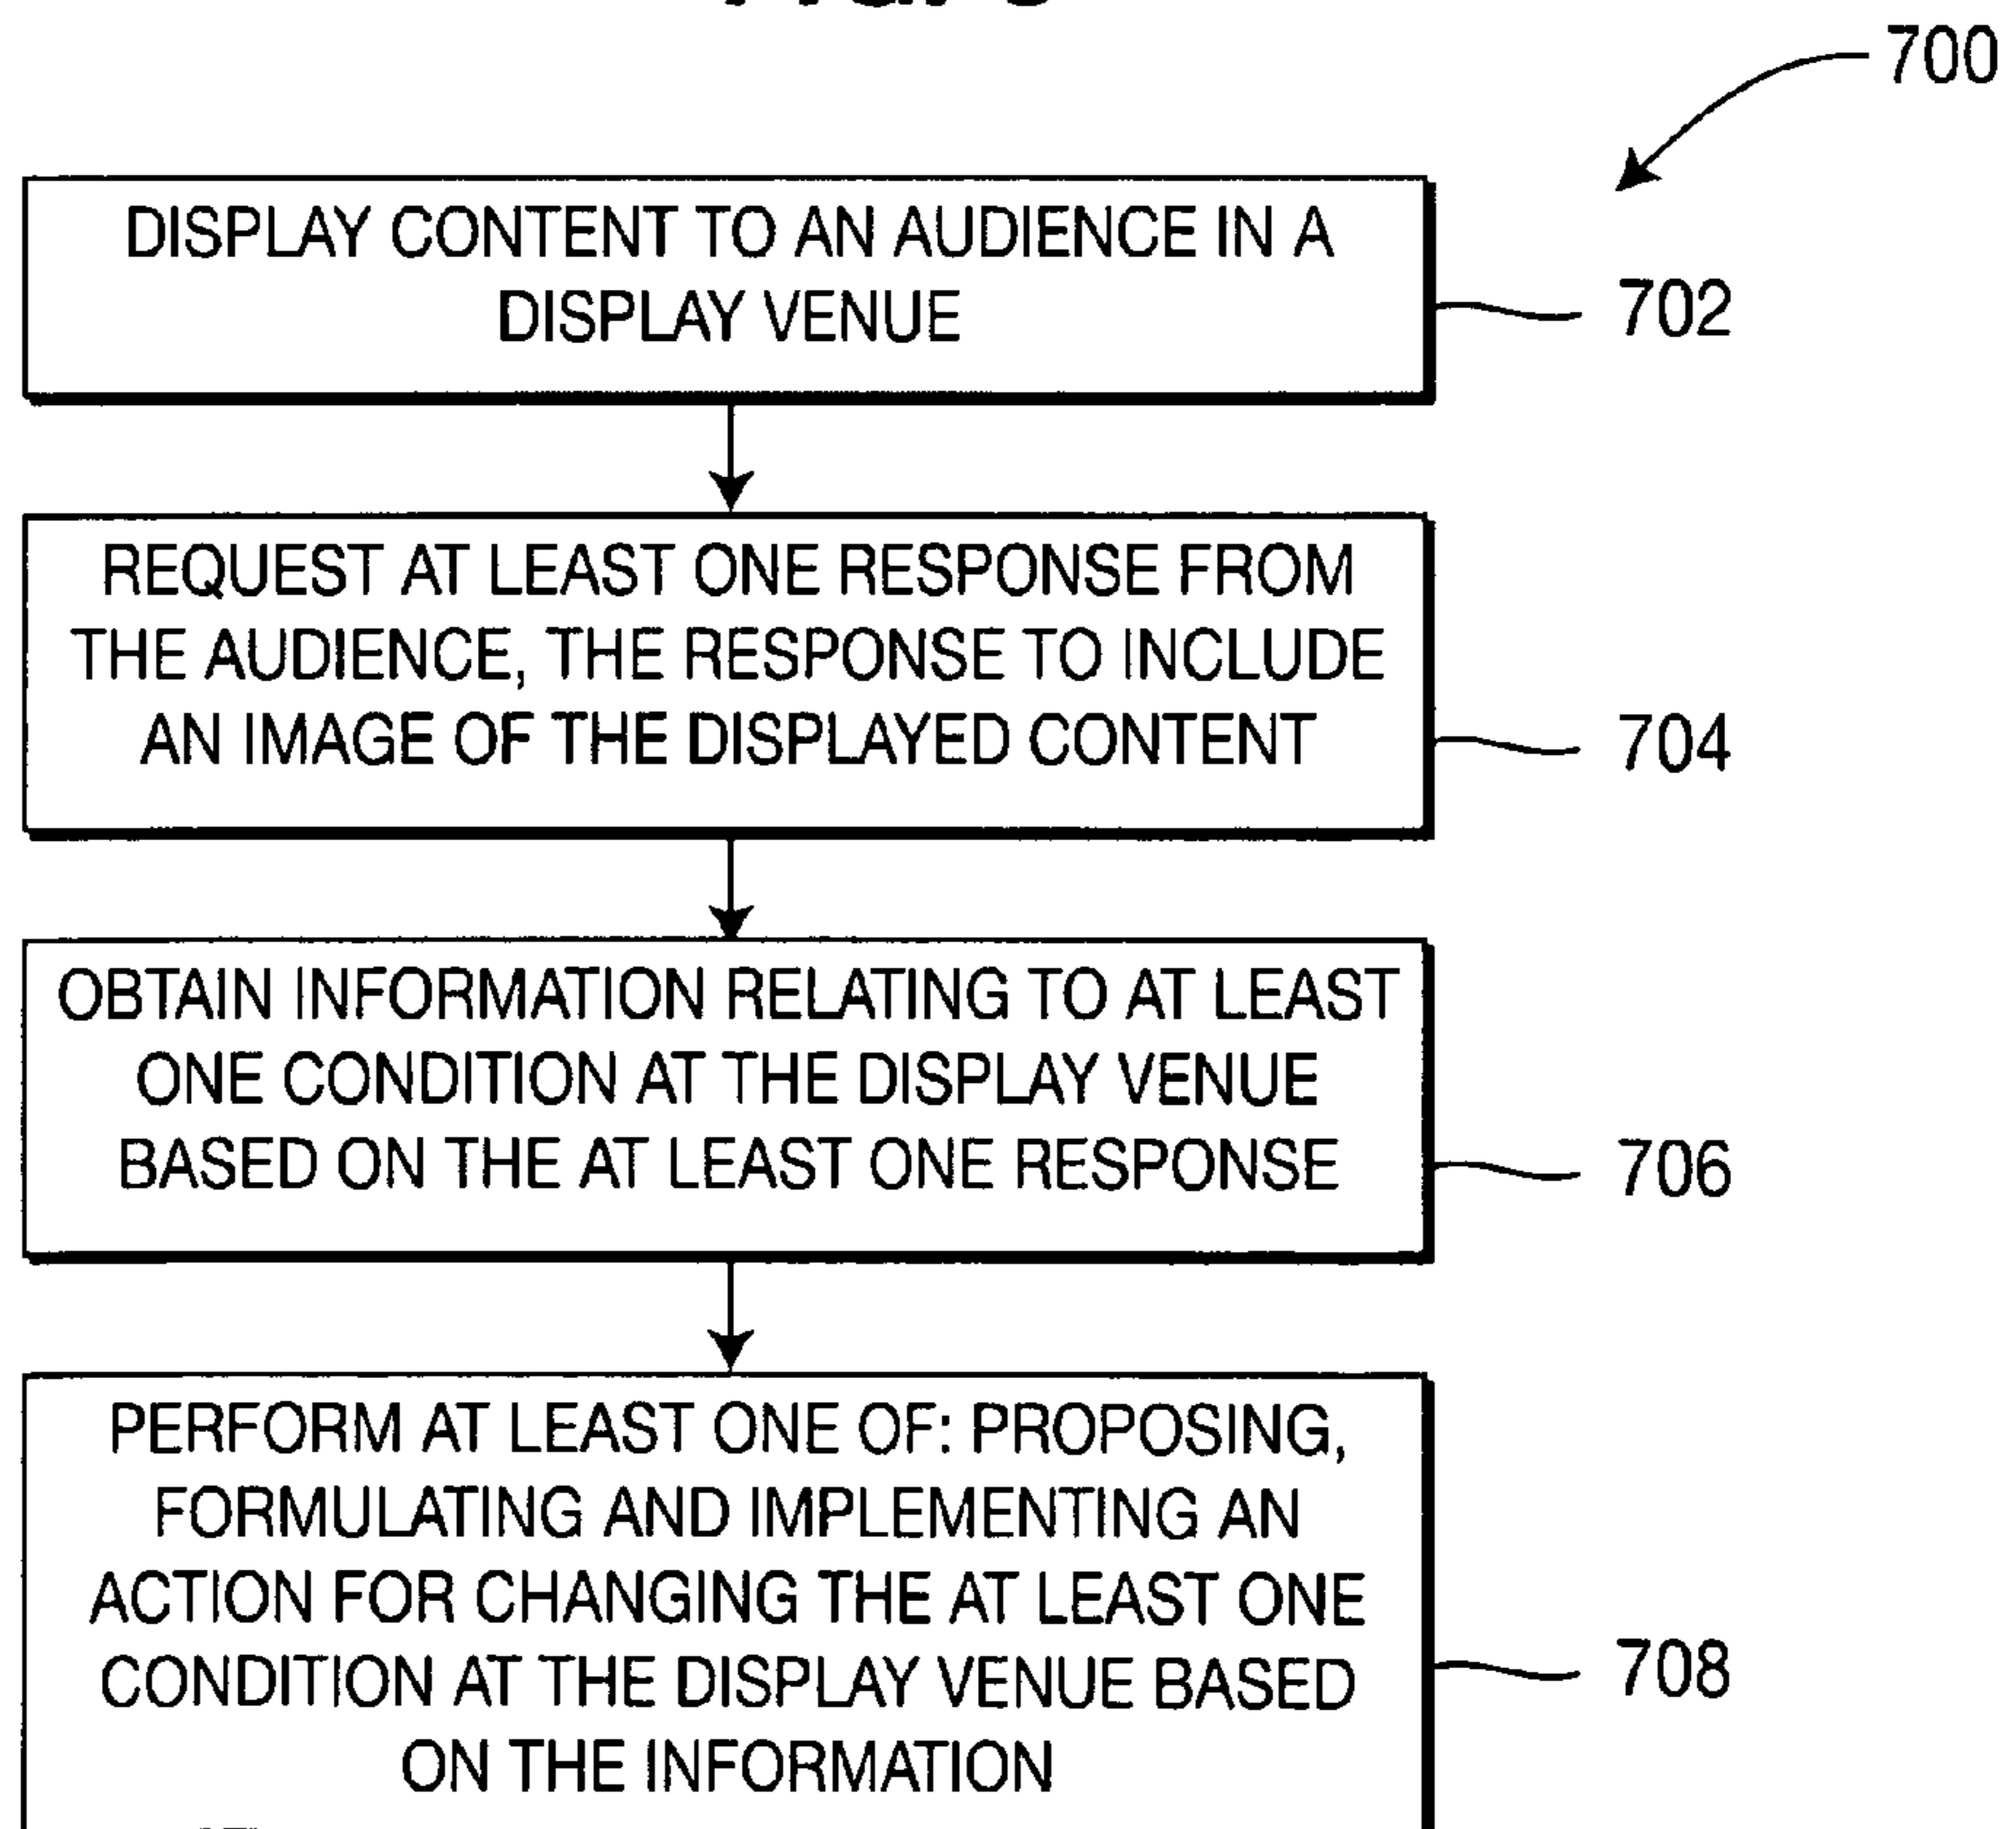 700
DISPLAY CONTENT TO AN AUDIENCE IN A
DISPLAY VENUE
702
REQUEST AT LEAST ONE RESPONSE FROM
THE AUDIENCE, THE RESPONSE TO INCLUDE
AN IMAGE OF THE DISPLAYED CONTENT
704
OBTAIN INFORMATION RELATING TO AT LEAST
ONE CONDITION AT THE DISPLAY VENUE
BASED ON THE AT LEAST ONE RESPONSE
706
PERFORM AT LEAST ONE OF: PROPOSING,
FORMULATING AND IMPLEMENTING AN
ACTION FOR CHANGING THE AT LEAST ONE
CONDITION AT THE DISPLAY VENUE BASED
ON THE INFORMATION
708